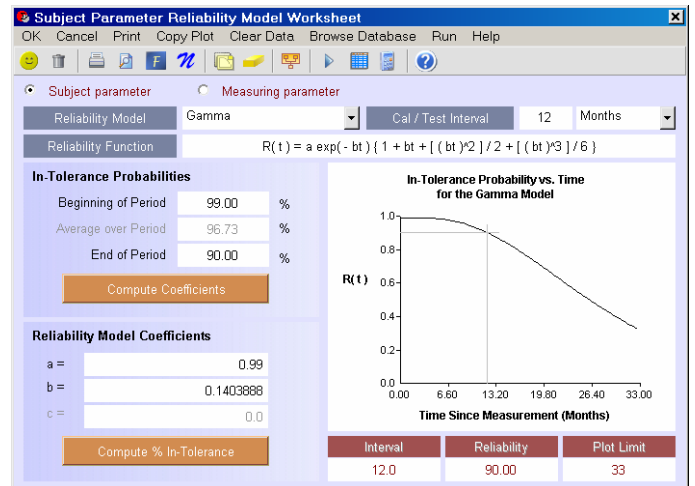 Subject Parameter Reliability Model Worksheet
OK Cancel Print Copy Plot Clear Data Browse Database Run Help
F n ?
Subject parameter Measuring parameter
Reliability Model Gamma Cal / Test Interval 12 Months
Reliability Function R( t ) = a exp( - bt ) { 1 + bt + [ ( bt )^2 ] / 2 + [ ( bt )^3 ] / 6 }
In-Tolerance Probabilities
Beginning of Period 99.00 %
Average over Period 96.73 %
End of Period 90.00 %
Compute Coefficients
Reliability Model Coefficients
a = 0.99
b = 0.1403888
c = 0.0
Compute % In-Tolerance
In-Tolerance Probability vs. Time
for the Gamma Model
1.0
0.8
R( t )
0.6
0.4
0.2
0.0
0.00 6.60 13.20 19.80 26.40 33.00
Time Since Measurement (Months)
Interval Reliability Plot Limit
12.0 90.00 33